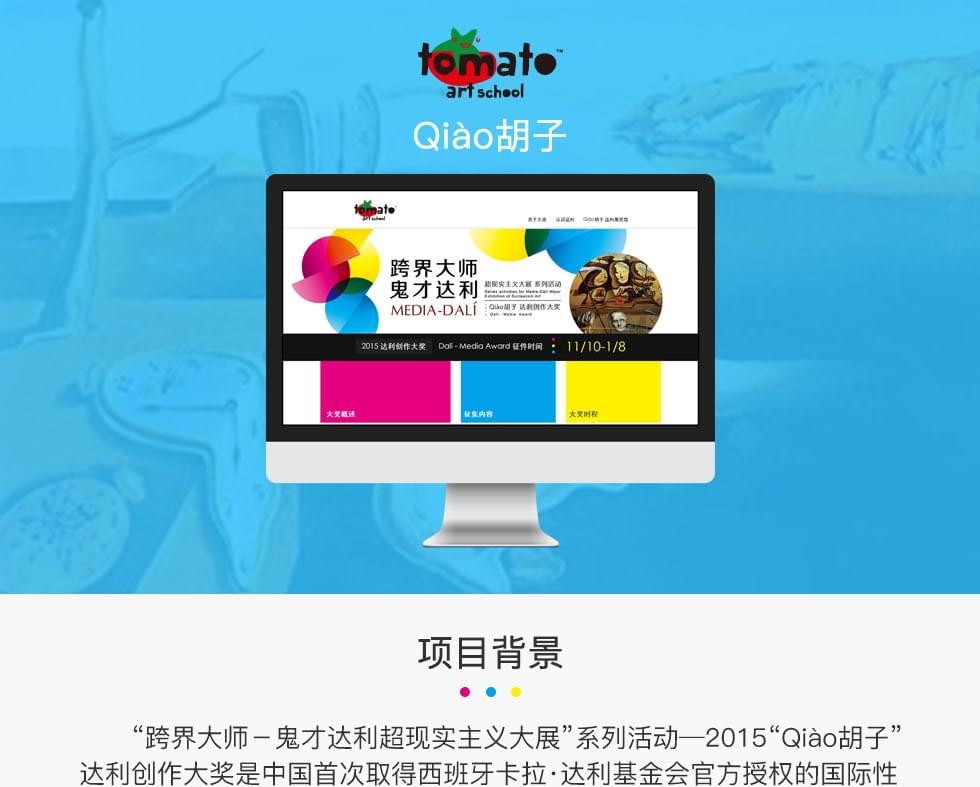 tomato™
art school
Qiào胡子
tomato
art school
关于大奖 认识达利 Qiào胡子 达利雕赏馆
跨界大师
鬼才达利
MEDIA-DALÍ
超现实主义大展 系列活动
Series activities for Media-Dalí Major
Exhibition of Surrealism Art
Qiào胡子 达利创作大奖
Dalí - Media Award
2015 达利创作大奖 Dalí - Media Award 征件时间 11/10-1/8
大奖概述 征集内容 大奖时程
项目背景
“跨界大师－鬼才达利超现实主义大展”系列活动—2015“Qiào胡子”
达利创作大奖是中国首次取得西班牙卡拉·达利基金会官方授权的国际性